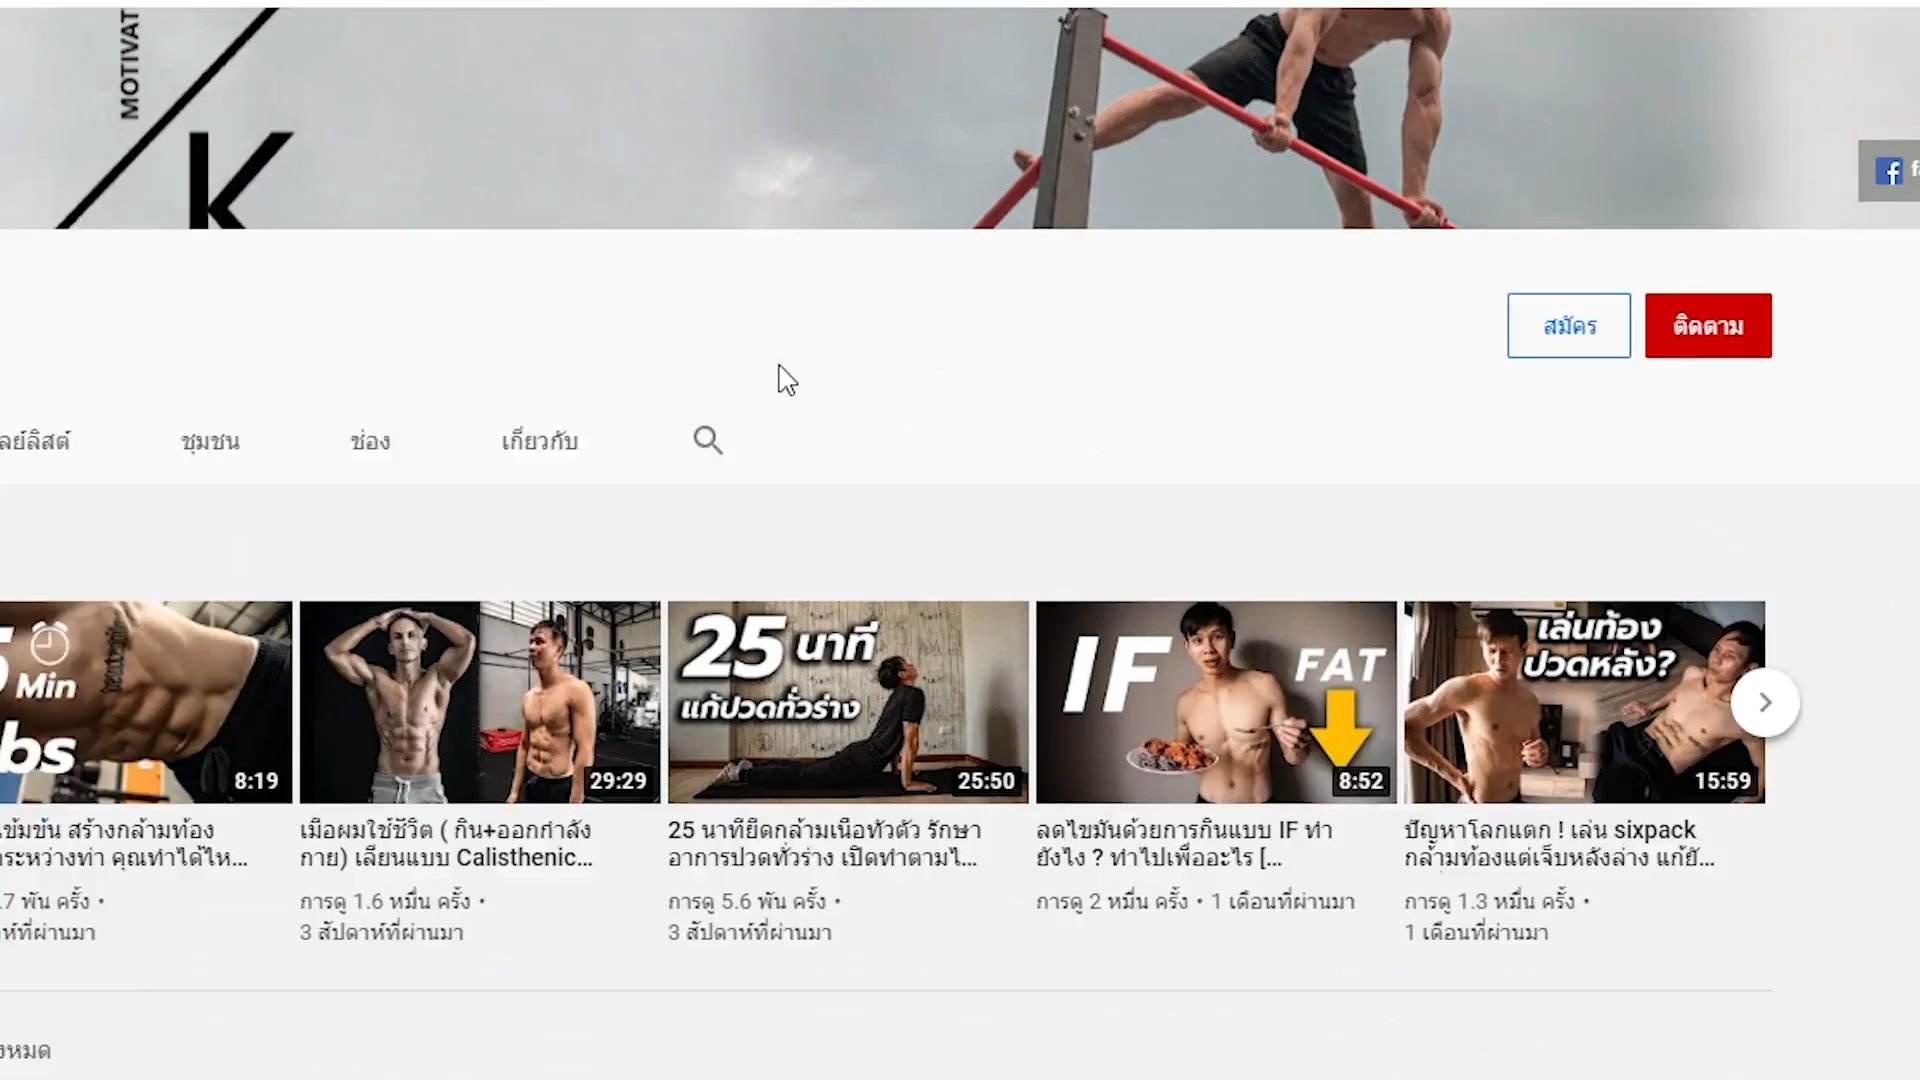 MOTIVAT
K
สมัคร
ติดตาม
ลย์ลิสต์
ชุมชน
ช่อง
เกี่ยวกับ
Min
bs
8:19
29:29
25 นาที
แก้ปวดทั่วร่าง
25:50
IF
FAT
8:52
เล่นท้อง
ปวดหลัง?
15:59
เข้มข้น สร้างกล้ามท้อง
ระหว่างทำ คุณทำได้ไห...
.7 พัน ครั้ง •
ห์ที่ผ่านมา
เมื่อผมใช้ชีวิต ( กิน+ออกกำลัง
กาย) เลียนแบบ Calisthenic...
การดู 1.6 หมื่น ครั้ง •
3 สัปดาห์ที่ผ่านมา
25 นาทียืดกล้ามเนื้อทั่วตัว รักษา
อาการปวดทั่วร่าง เปิดทำตามไ...
การดู 5.6 พัน ครั้ง •
3 สัปดาห์ที่ผ่านมา
ลดไขมันด้วยการกินแบบ IF ทำ
ยังไง ? ทำไปเพื่ออะไร [...
การดู 2 หมื่น ครั้ง • 1 เดือนที่ผ่านมา
ปัญหาโลกแตก ! เล่น sixpack
กล้ามท้องแต่เจ็บหลังล่าง แก้ยั...
การดู 1.3 หมื่น ครั้ง •
1 เดือนที่ผ่านมา
งหมด